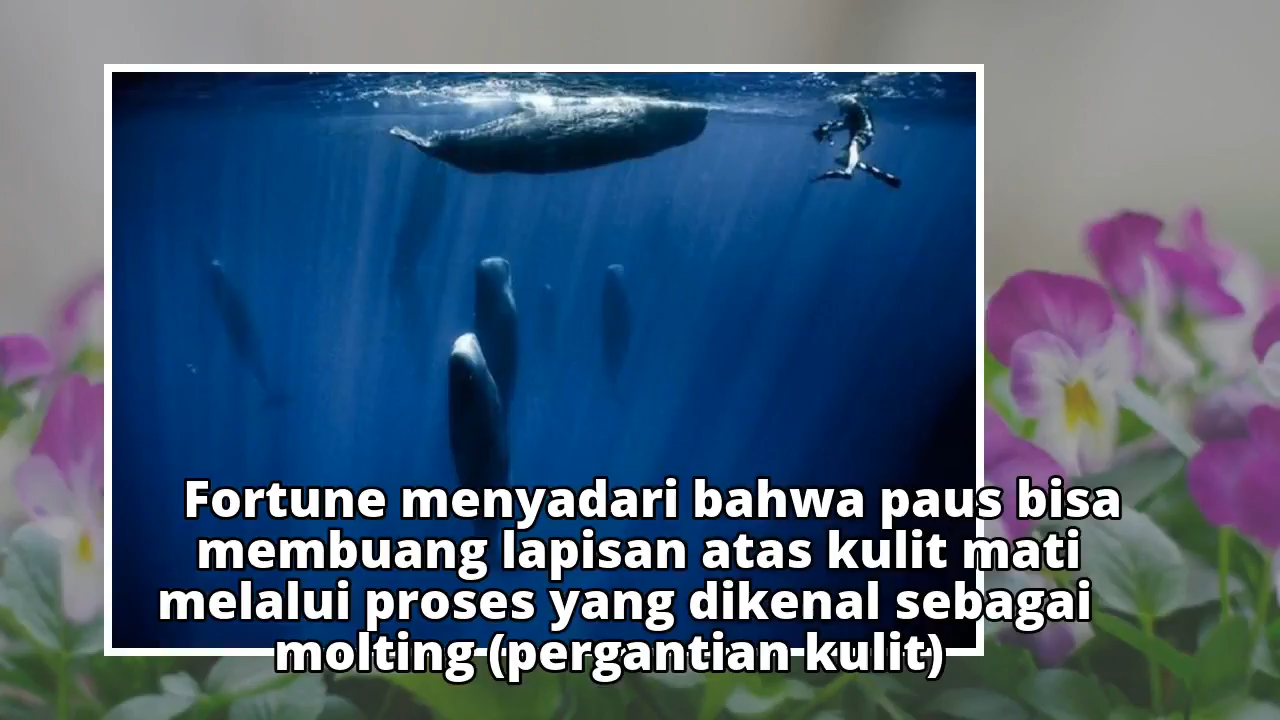 Fortune menyadari bahwa paus bisa
membuang lapisan atas kulit mati
melalui proses yang dikenal sebagai
molting (pergantian kulit)